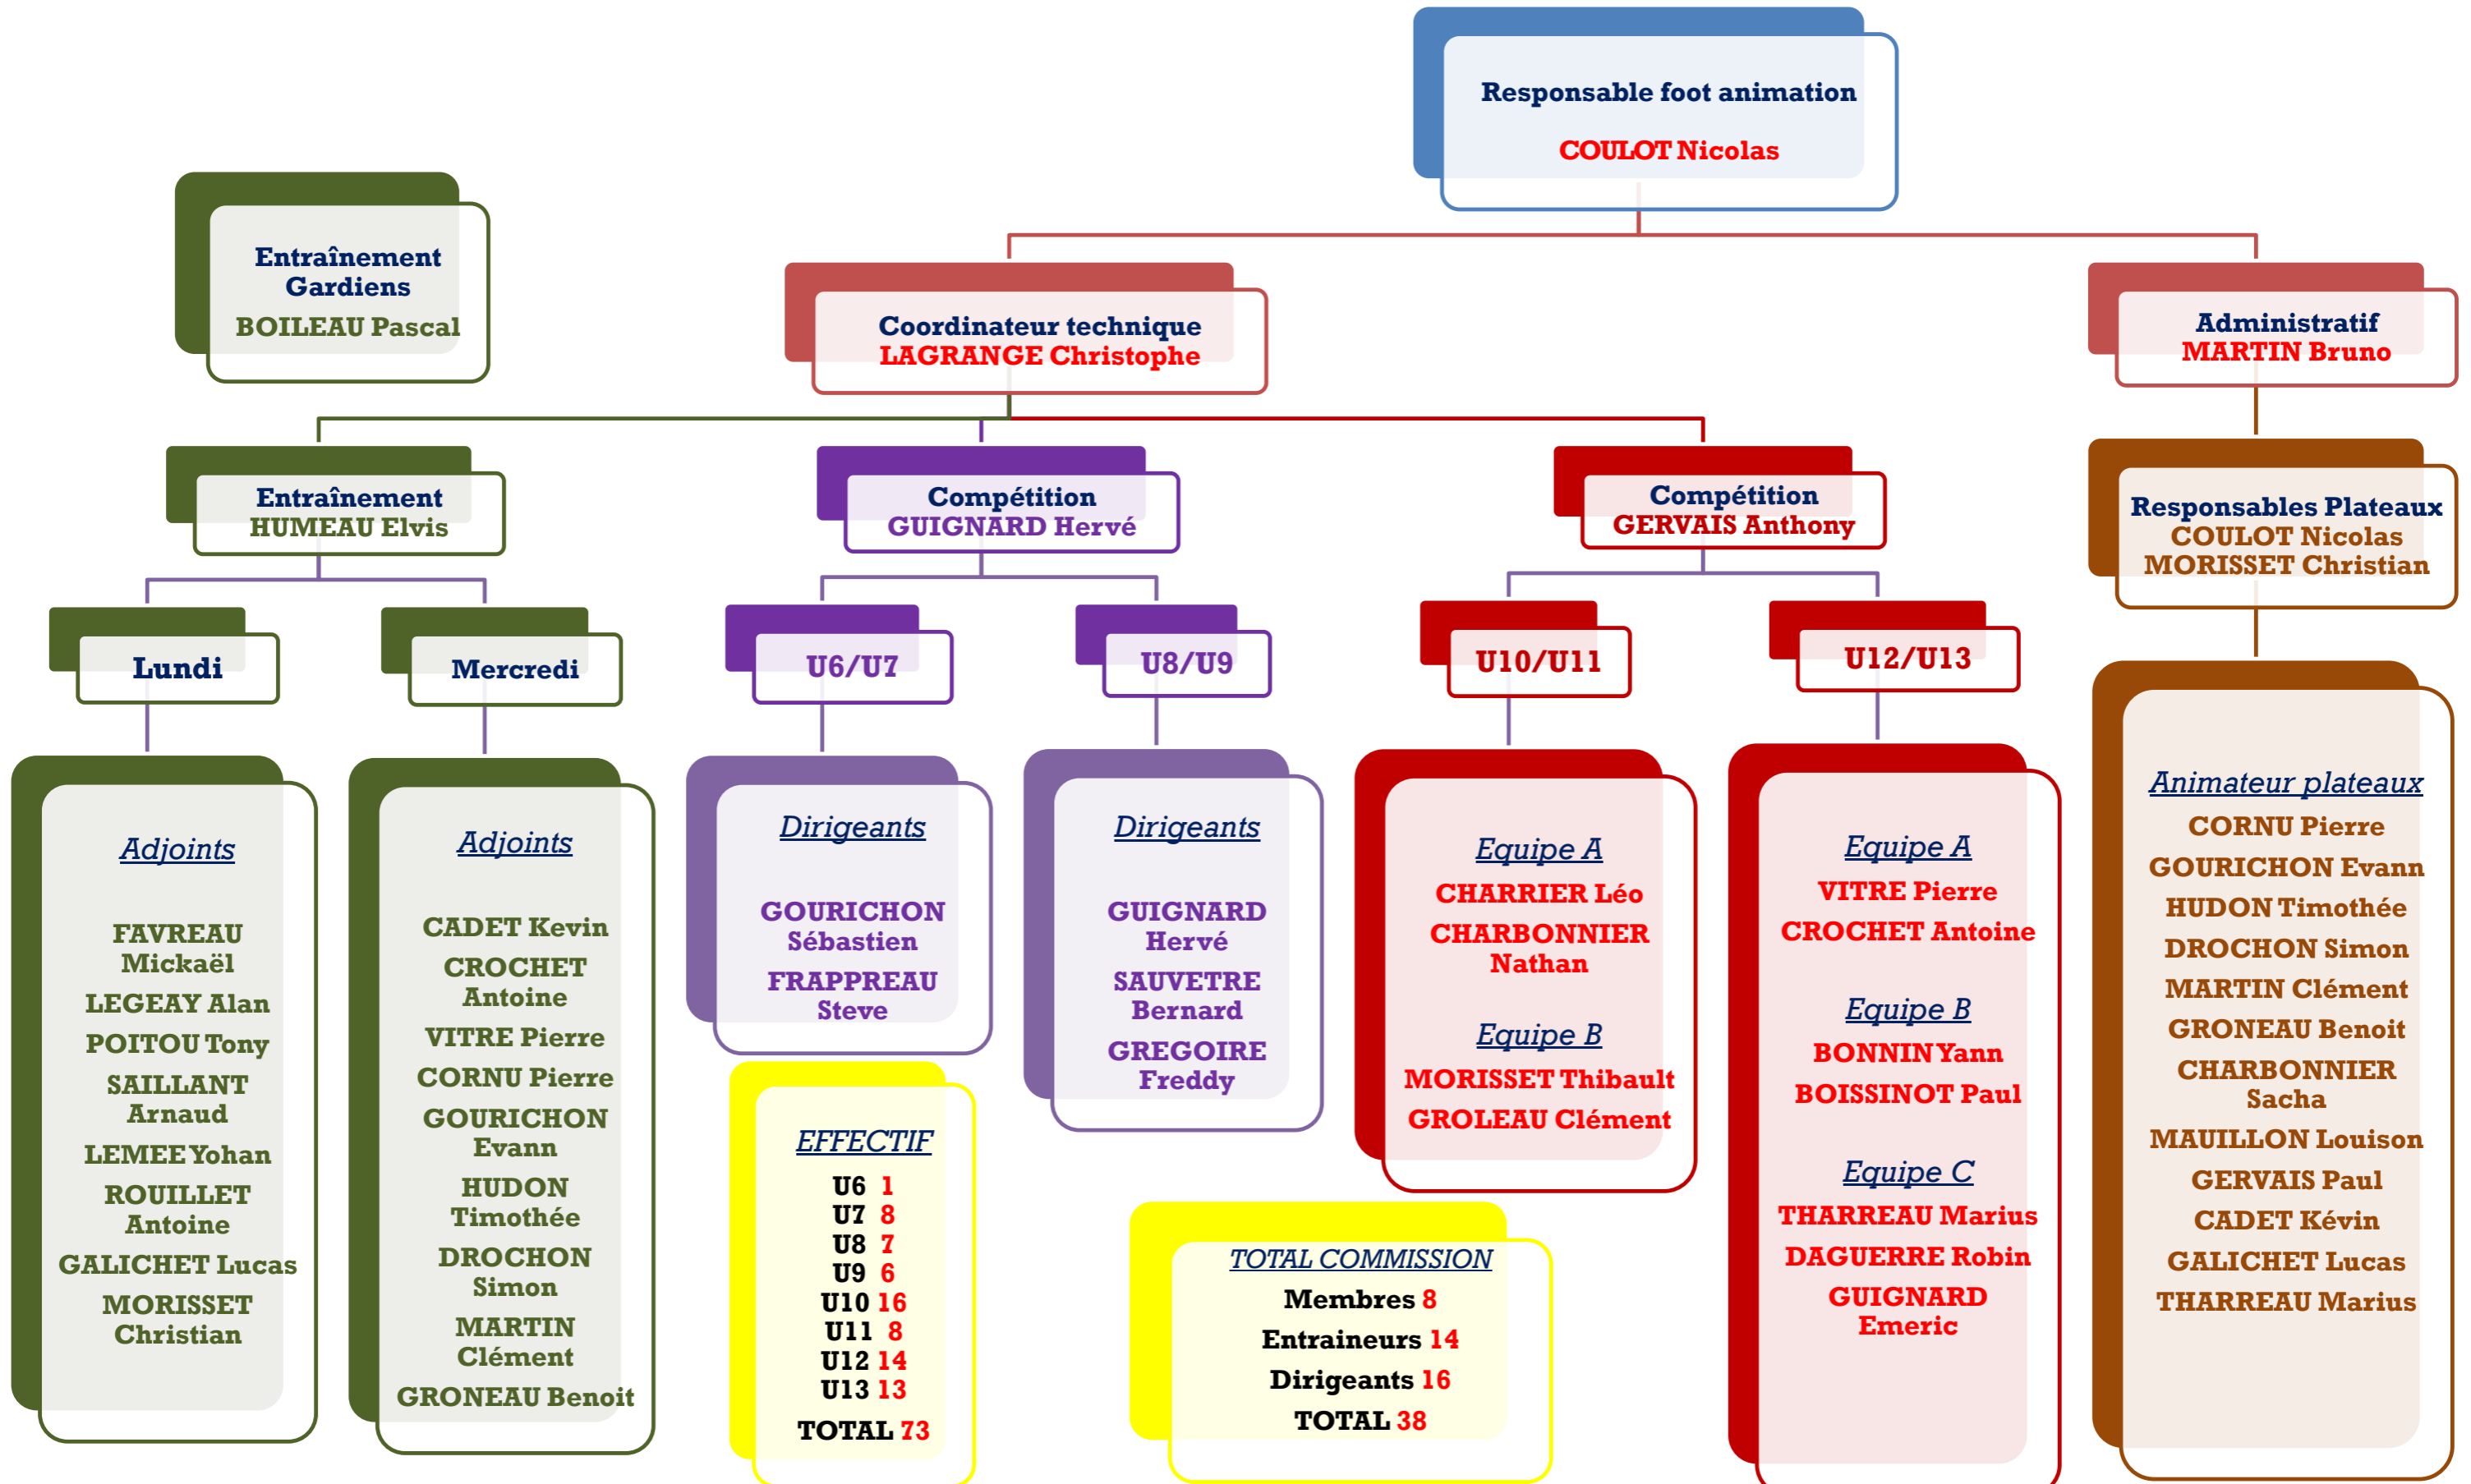 Responsable foot animation
COULOT Nicolas
Entraînement
Gardiens
BOILEAU Pascal
Coordinateur technique
LAGRANGE Christophe
Administratif
MARTIN Bruno
Entraînement
HUMEAU Elvis
Compétition
GUIGNARD Hervé
Compétition
GERVAIS Anthony
Responsables Plateaux
COULOT Nicolas
MORISSET Christian
Lundi
Mercredi
U6/U7
U8/U9
U10/U11
U12/U13
Adjoints
FAVREAU
Mickaël
LEGEAY Alan
POITOU Tony
SAILLANT
Arnaud
LEMEE Yohan
ROUILLET
Antoine
GALICHET Lucas
MORISSET
Christian
Adjoints
CADET Kevin
CROCHET
Antoine
VITRE Pierre
CORNU Pierre
GOURICHON
Evann
HUDON
Timothée
DROCHON
Simon
MARTIN
Clément
GRONEAU Benoit
Dirigeants
GOURICHON
Sébastien
FRAPPREAU
Steve
Dirigeants
GUIGNARD
Hervé
SAUVETRE
Bernard
GREGOIRE
Freddy
Equipe A
CHARRIER Léo
CHARBONNIER
Nathan
Equipe B
MORISSET Thibault
GROLEAU Clément
Equipe A
VITRE Pierre
CROCHET Antoine
Equipe B
BONNIN Yann
BOISSINOT Paul
Equipe C
THARREAU Marius
DAGUERRE Robin
GUIGNARD
Emeric
Animateur plateaux
CORNU Pierre
GOURICHON Evann
HUDON Timothée
DROCHON Simon
MARTIN Clément
GRONEAU Benoit
CHARBONNIER
Sacha
MAUILLON Louison
GERVAIS Paul
CADET Kévin
GALICHET Lucas
THARREAU Marius
EFFECTIF
U6 1
U7 8
U8 7
U9 6
U10 16
U11 8
U12 14
U13 13
TOTAL 73
TOTAL COMMISSION
Membres 8
Entraineurs 14
Dirigeants 16
TOTAL 38